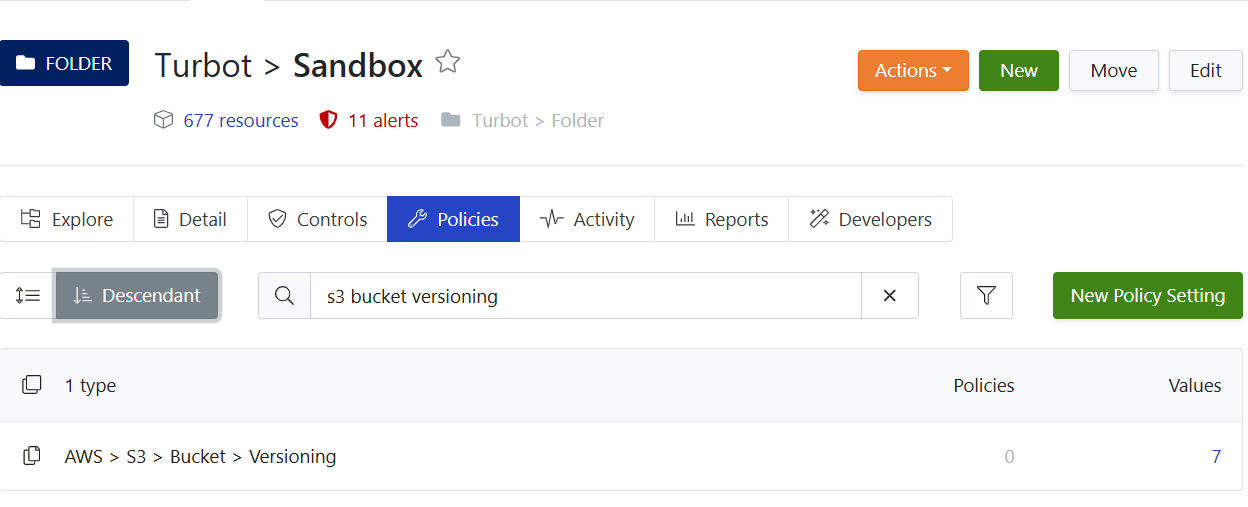 FOLDER
Turbot > Sandbox
Actions
New
Move
Edit
677 resources
11 alerts
Turbot > Folder
Explore
Detail
Controls
Policies
Activity
Reports
Developers
Descendant
s3 bucket versioning
New Policy Setting
1 type
Policies
Values
AWS > S3 > Bucket > Versioning
0
7